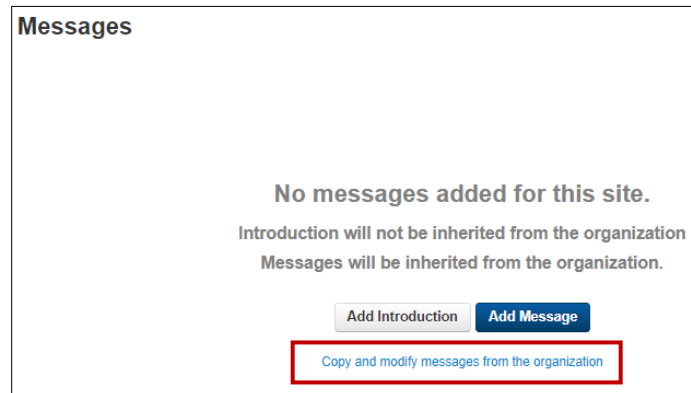 Messages
No messages added for this site.
Introduction will not be inherited from the organization
Messages will be inherited from the organization.
Add Introduction Add Message
Copy and modify messages from the organization